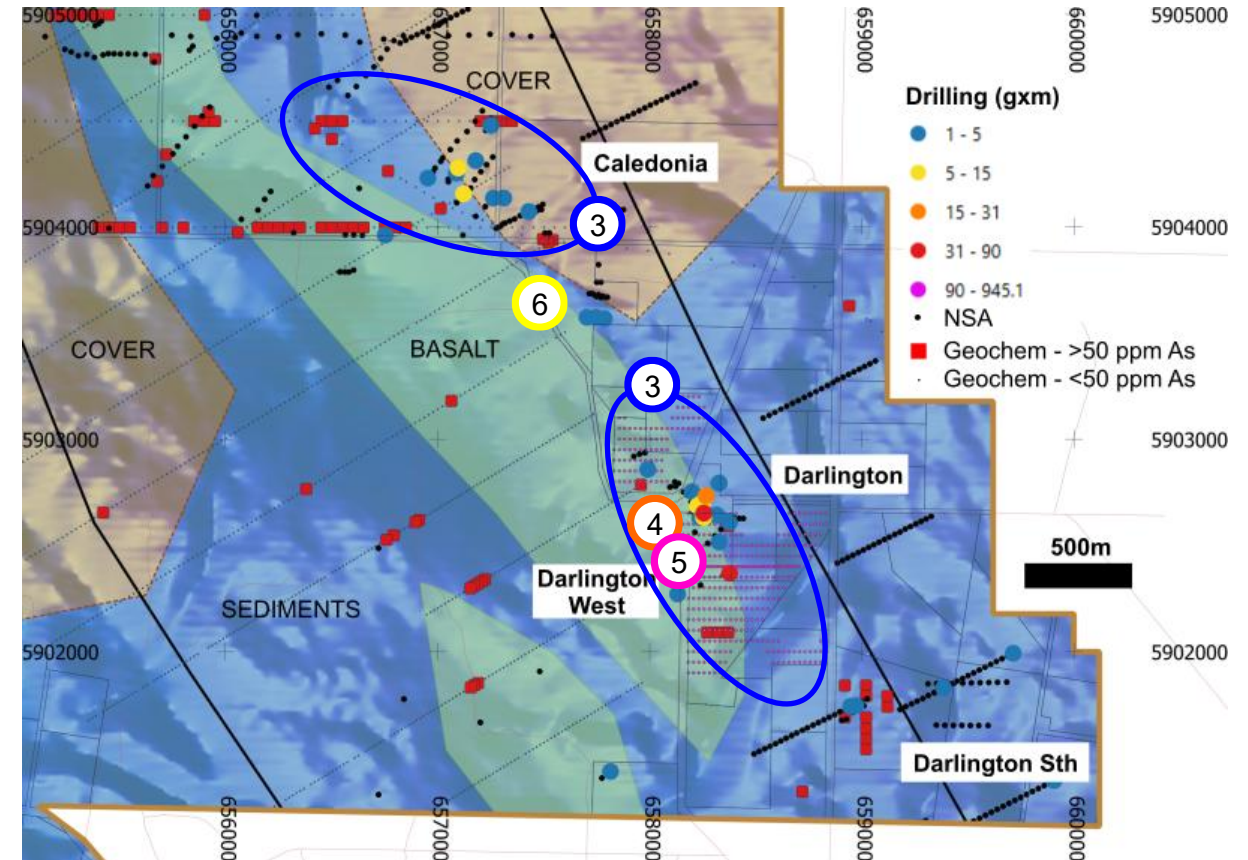 5905000
656000
657000
658000
659000
660000
5905000
COVER
Drilling (gxm)
1 - 5
5 - 15
15 - 31
31 - 90
90 - 945.1
NSA
Geochem - >50 ppm As
Geochem - <50 ppm As
Caledonia
3
5904000
5904000
6
COVER
BASALT
3
5903000
5903000
Darlington
4
5
500m
Darlington
West
SEDIMENTS
5902000
5902000
Darlington Sth
656000
657000
658000
659000
660000